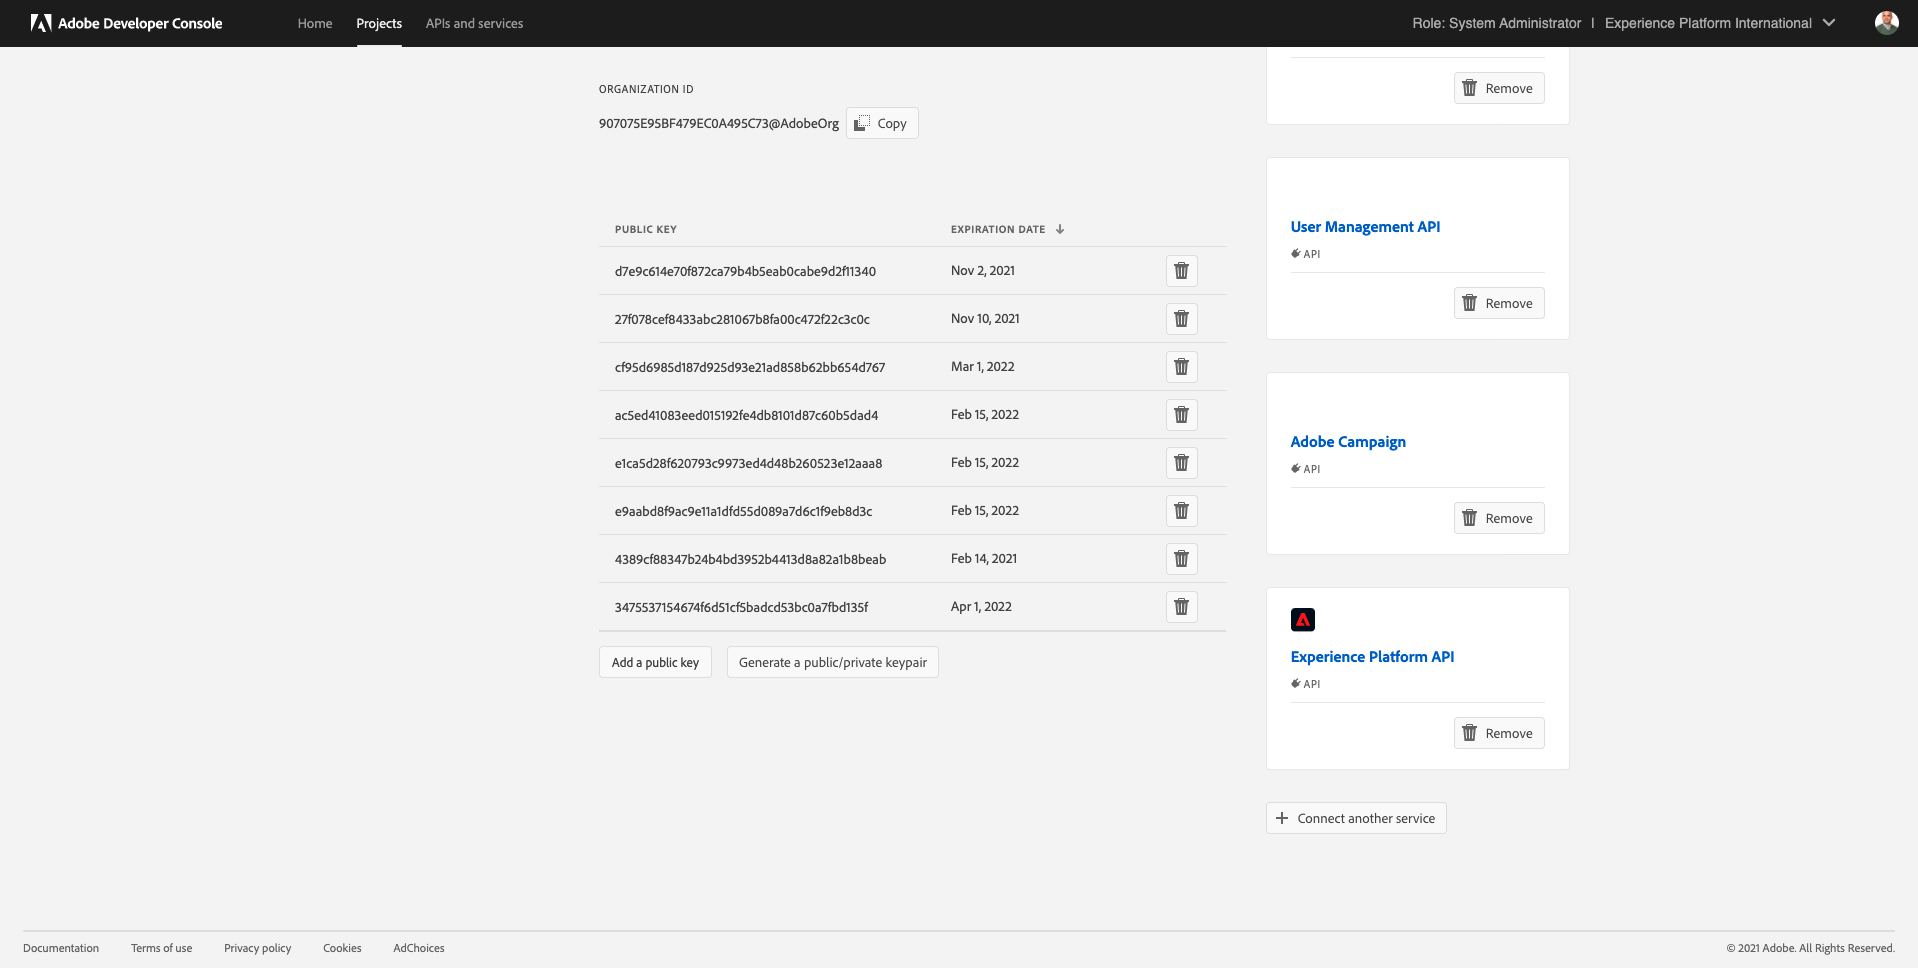 Adobe Developer Console
Home
Projects
APIs and services
Role: System Administrator | Experience Platform International
ORGANIZATION ID
907075E95BF479EC0A495C73@AdobeOrg
Copy
PUBLIC KEY
EXPIRATION DATE
d7e9c614e70f872ca79b4b5eab0cabe9d2f11340
Nov 2, 2021
27f078cef8433abc281067b8fa00c472f22c3c0c
Nov 10, 2021
cf95d6985d187d925d93e21ad858b62bb654d767
Mar 1, 2022
ac5ed41083eed015192fe4db8101d87c60b5dad4
Feb 15, 2022
e1ca5d28f620793c9973ed4d48b260523e12aaa8
Feb 15, 2022
e9aabd8f9ac9e11a1dfd55d089a7d6c1f9eb8d3c
Feb 15, 2022
4389cf88347b24b4bd3952b4413d8a82a1b8beab
Feb 14, 2021
3475537154674f6d51cf5badcd53bc0a7fbd135f
Apr 1, 2022
Add a public key
Generate a public/private keypair
Remove
User Management API
API
Remove
Adobe Campaign
API
Remove
Experience Platform API
API
Remove
Connect another service
Documentation
Terms of use
Privacy policy
Cookies
AdChoices
© 2021 Adobe. All Rights Reserved.